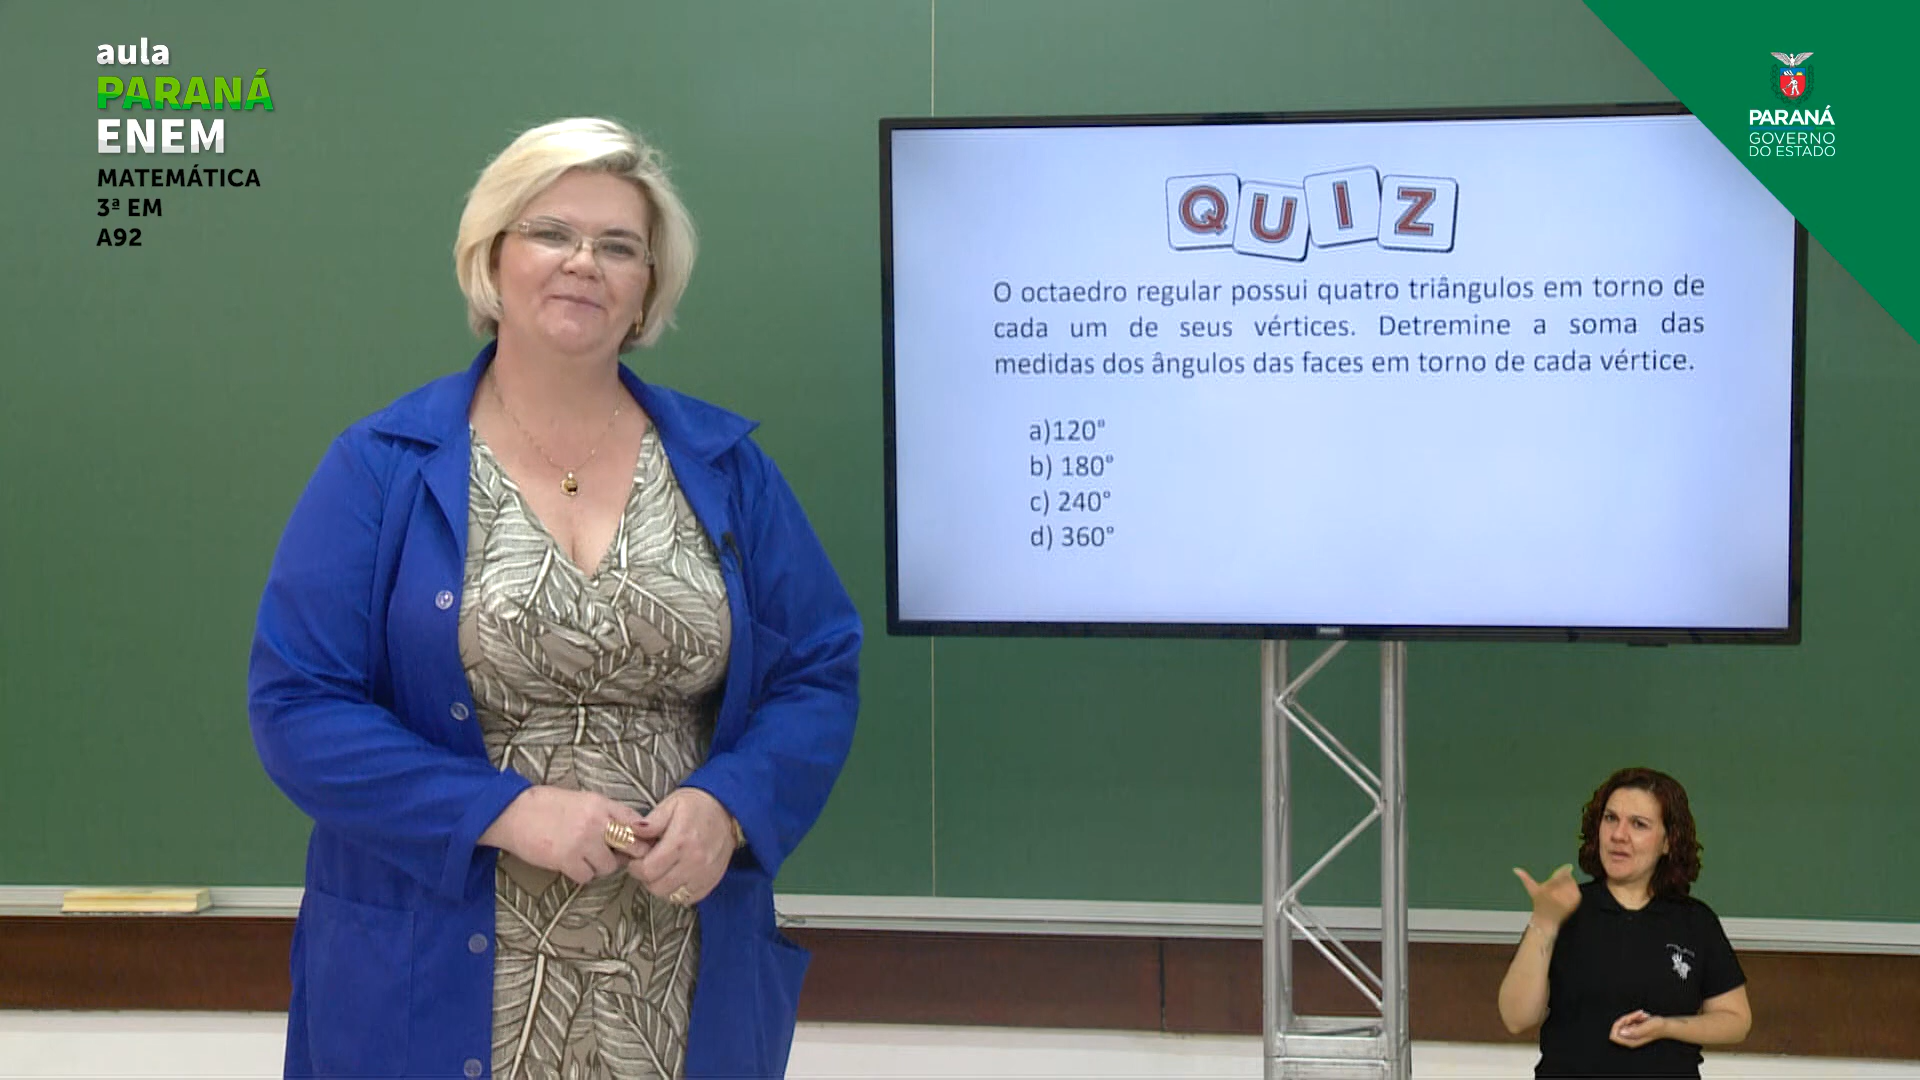 aula
PARANÁ
ENEM
MATEMÁTICA
3ª EM
A92
PARANÁ
GOVERNO
DO ESTADO
QUIZ
O octaedro regular possui quatro triângulos em torno de
cada um de seus vértices. Detremine a soma das
medidas dos ângulos das faces em torno de cada vértice.
a)120°
b) 180°
c) 240°
d) 360°